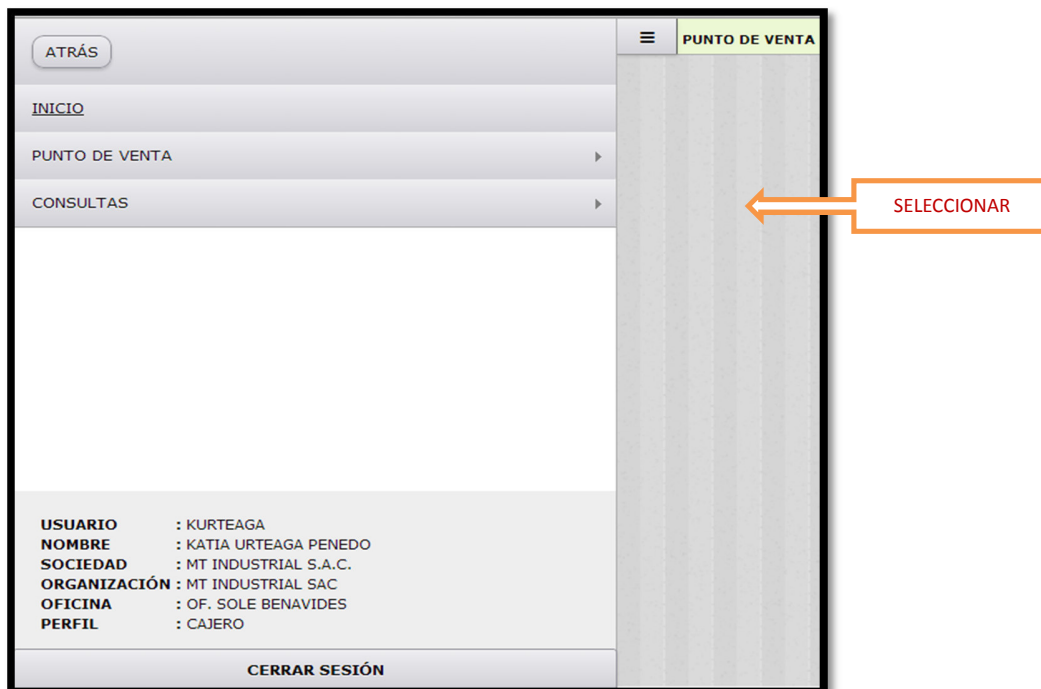 ATRÁS
≡ PUNTO DE VENTA
INICIO
PUNTO DE VENTA
CONSULTAS
SELECCIONAR
USUARIO : KURTEAGA
NOMBRE : KATIA URTEAGA PENEDO
SOCIEDAD : MT INDUSTRIAL S.A.C.
ORGANIZACIÓN : MT INDUSTRIAL SAC
OFICINA : OF. SOLE BENAVIDES
PERFIL : CAJERO
CERRAR SESIÓN